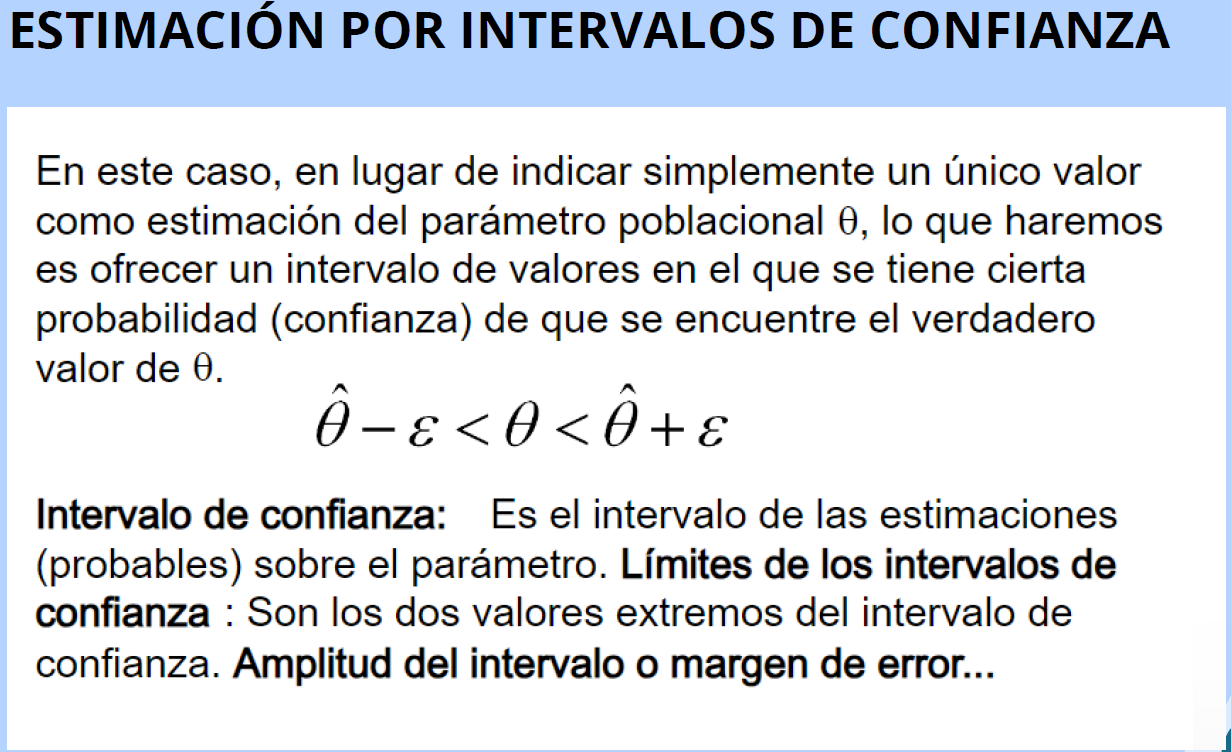 ESTIMACIÓN POR INTERVALOS DE CONFIANZA
En este caso, en lugar de indicar simplemente un único valor
como estimación del parámetro poblacional θ, lo que haremos
es ofrecer un intervalo de valores en el que se tiene cierta
probabilidad (confianza) de que se encuentre el verdadero
valor de θ.
θ̂ − ε < θ < θ̂ + ε
Intervalo de confianza: Es el intervalo de las estimaciones
(probables) sobre el parámetro. Límites de los intervalos de
confianza : Son los dos valores extremos del intervalo de
confianza. Amplitud del intervalo o margen de error...